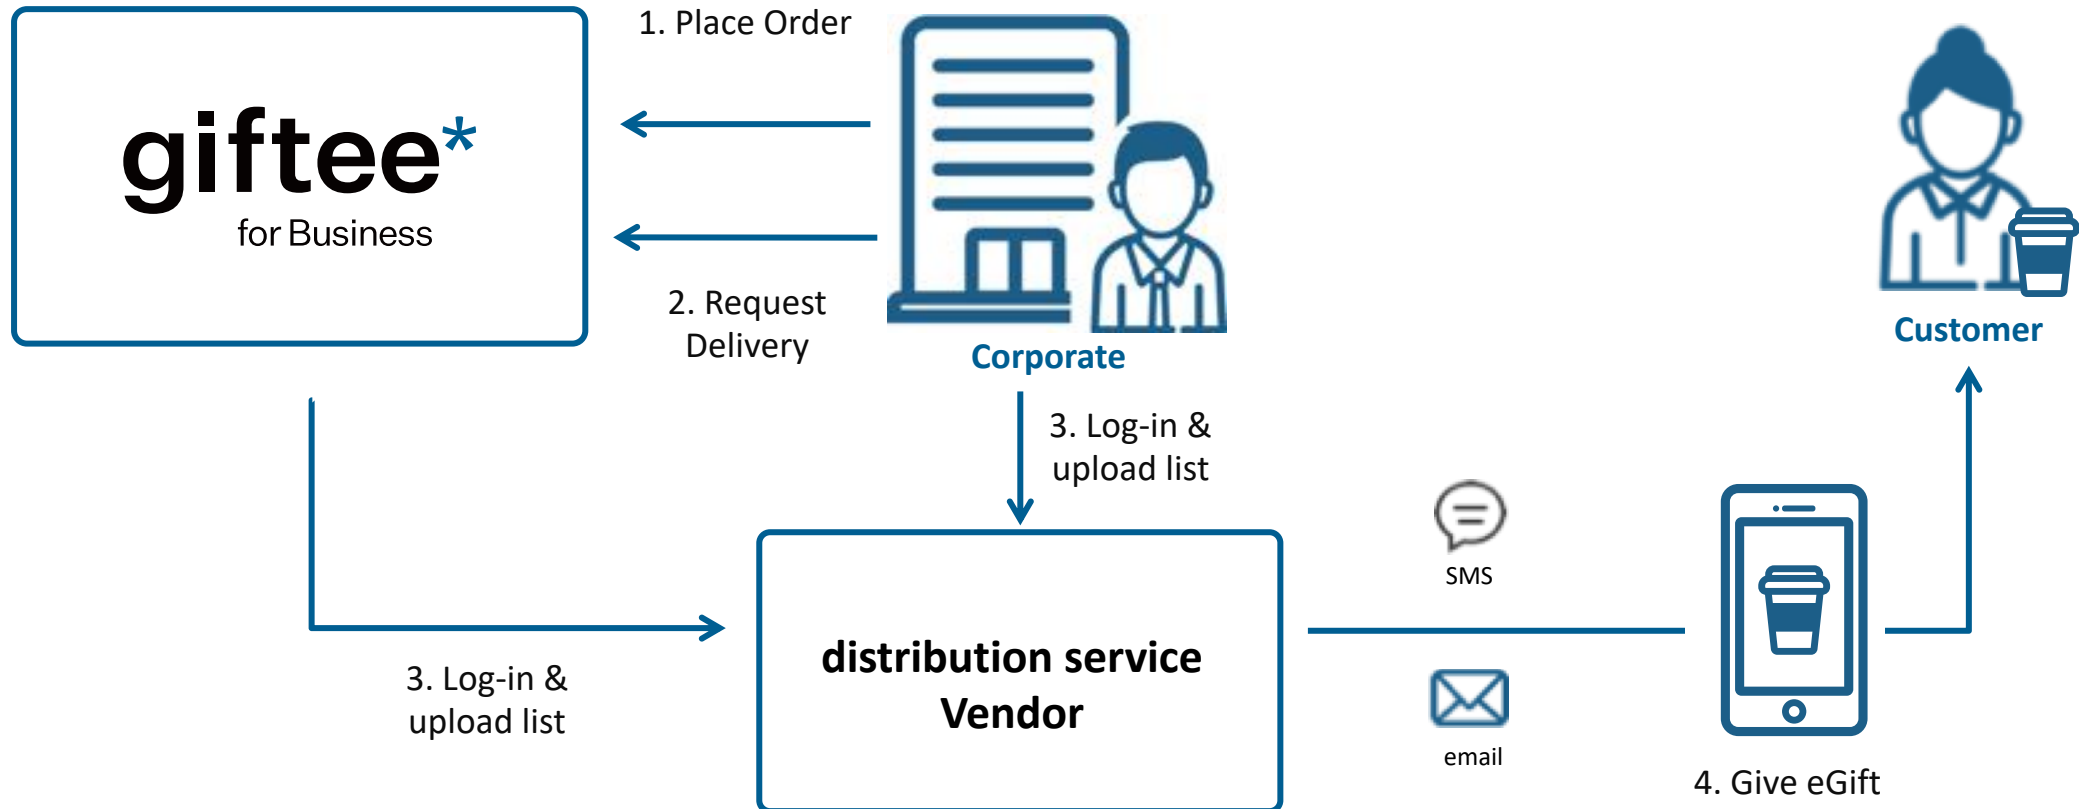 1. Place Order
giftee*
for Business
2. Request
Delivery
Corporate
Customer
3. Log-in &
upload list
SMS
distribution service
Vendor
3. Log-in &
upload list
email
4. Give eGift